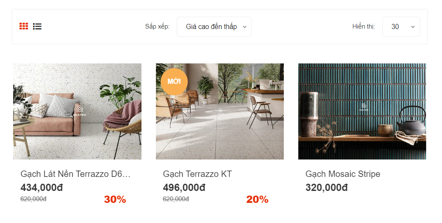 Sắp xếp:
Giá cao đến thấp
Hiển thị:
30
MỚI
Gạch Lát Nền Terrazzo D6...
434,000đ
620,000đ
30%
Gạch Terrazzo KT
496,000đ
620,000đ
20%
Gạch Mosaic Stripe
320,000đ